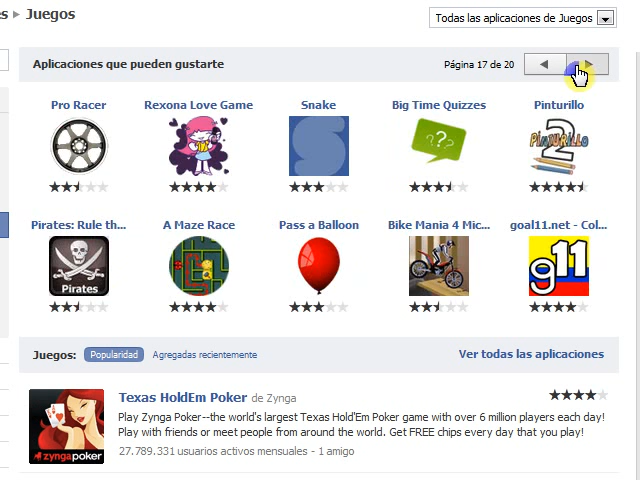 s ▸ Juegos
Todas las aplicaciones de Juegos
Aplicaciones que pueden gustarte
Página 17 de 20
Pro Racer
Rexona Love Game
Snake
Big Time Quizzes
Pinturillo
???
PiNTURiLLO
2
Pirates: Rule th...
A Maze Race
Pass a Balloon
Bike Mania 4 Mic...
goal11.net - Col...
Pirates
g11
Juegos:
Popularidad
Agregadas recientemente
Ver todas las aplicaciones
Texas HoldEm Poker de Zynga
Play Zynga Poker--the world's largest Texas Hold'Em Poker game with over 6 million players each day!
Play with friends or meet people from around the world. Get FREE chips every day that you play!
27.789.331 usuarios activos mensuales - 1 amigo
zyngapoker